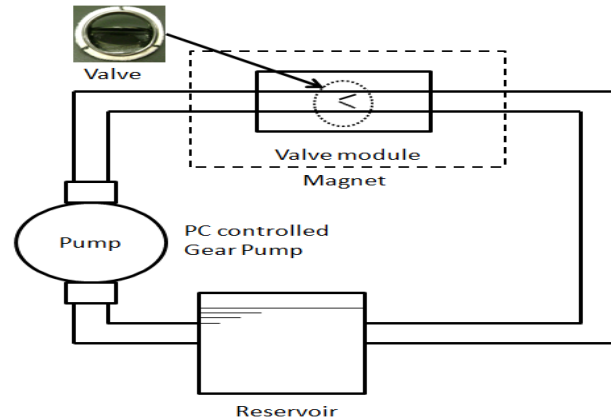 Valve
Valve module
Magnet
Pump
PC controlled
Gear Pump
Reservoir